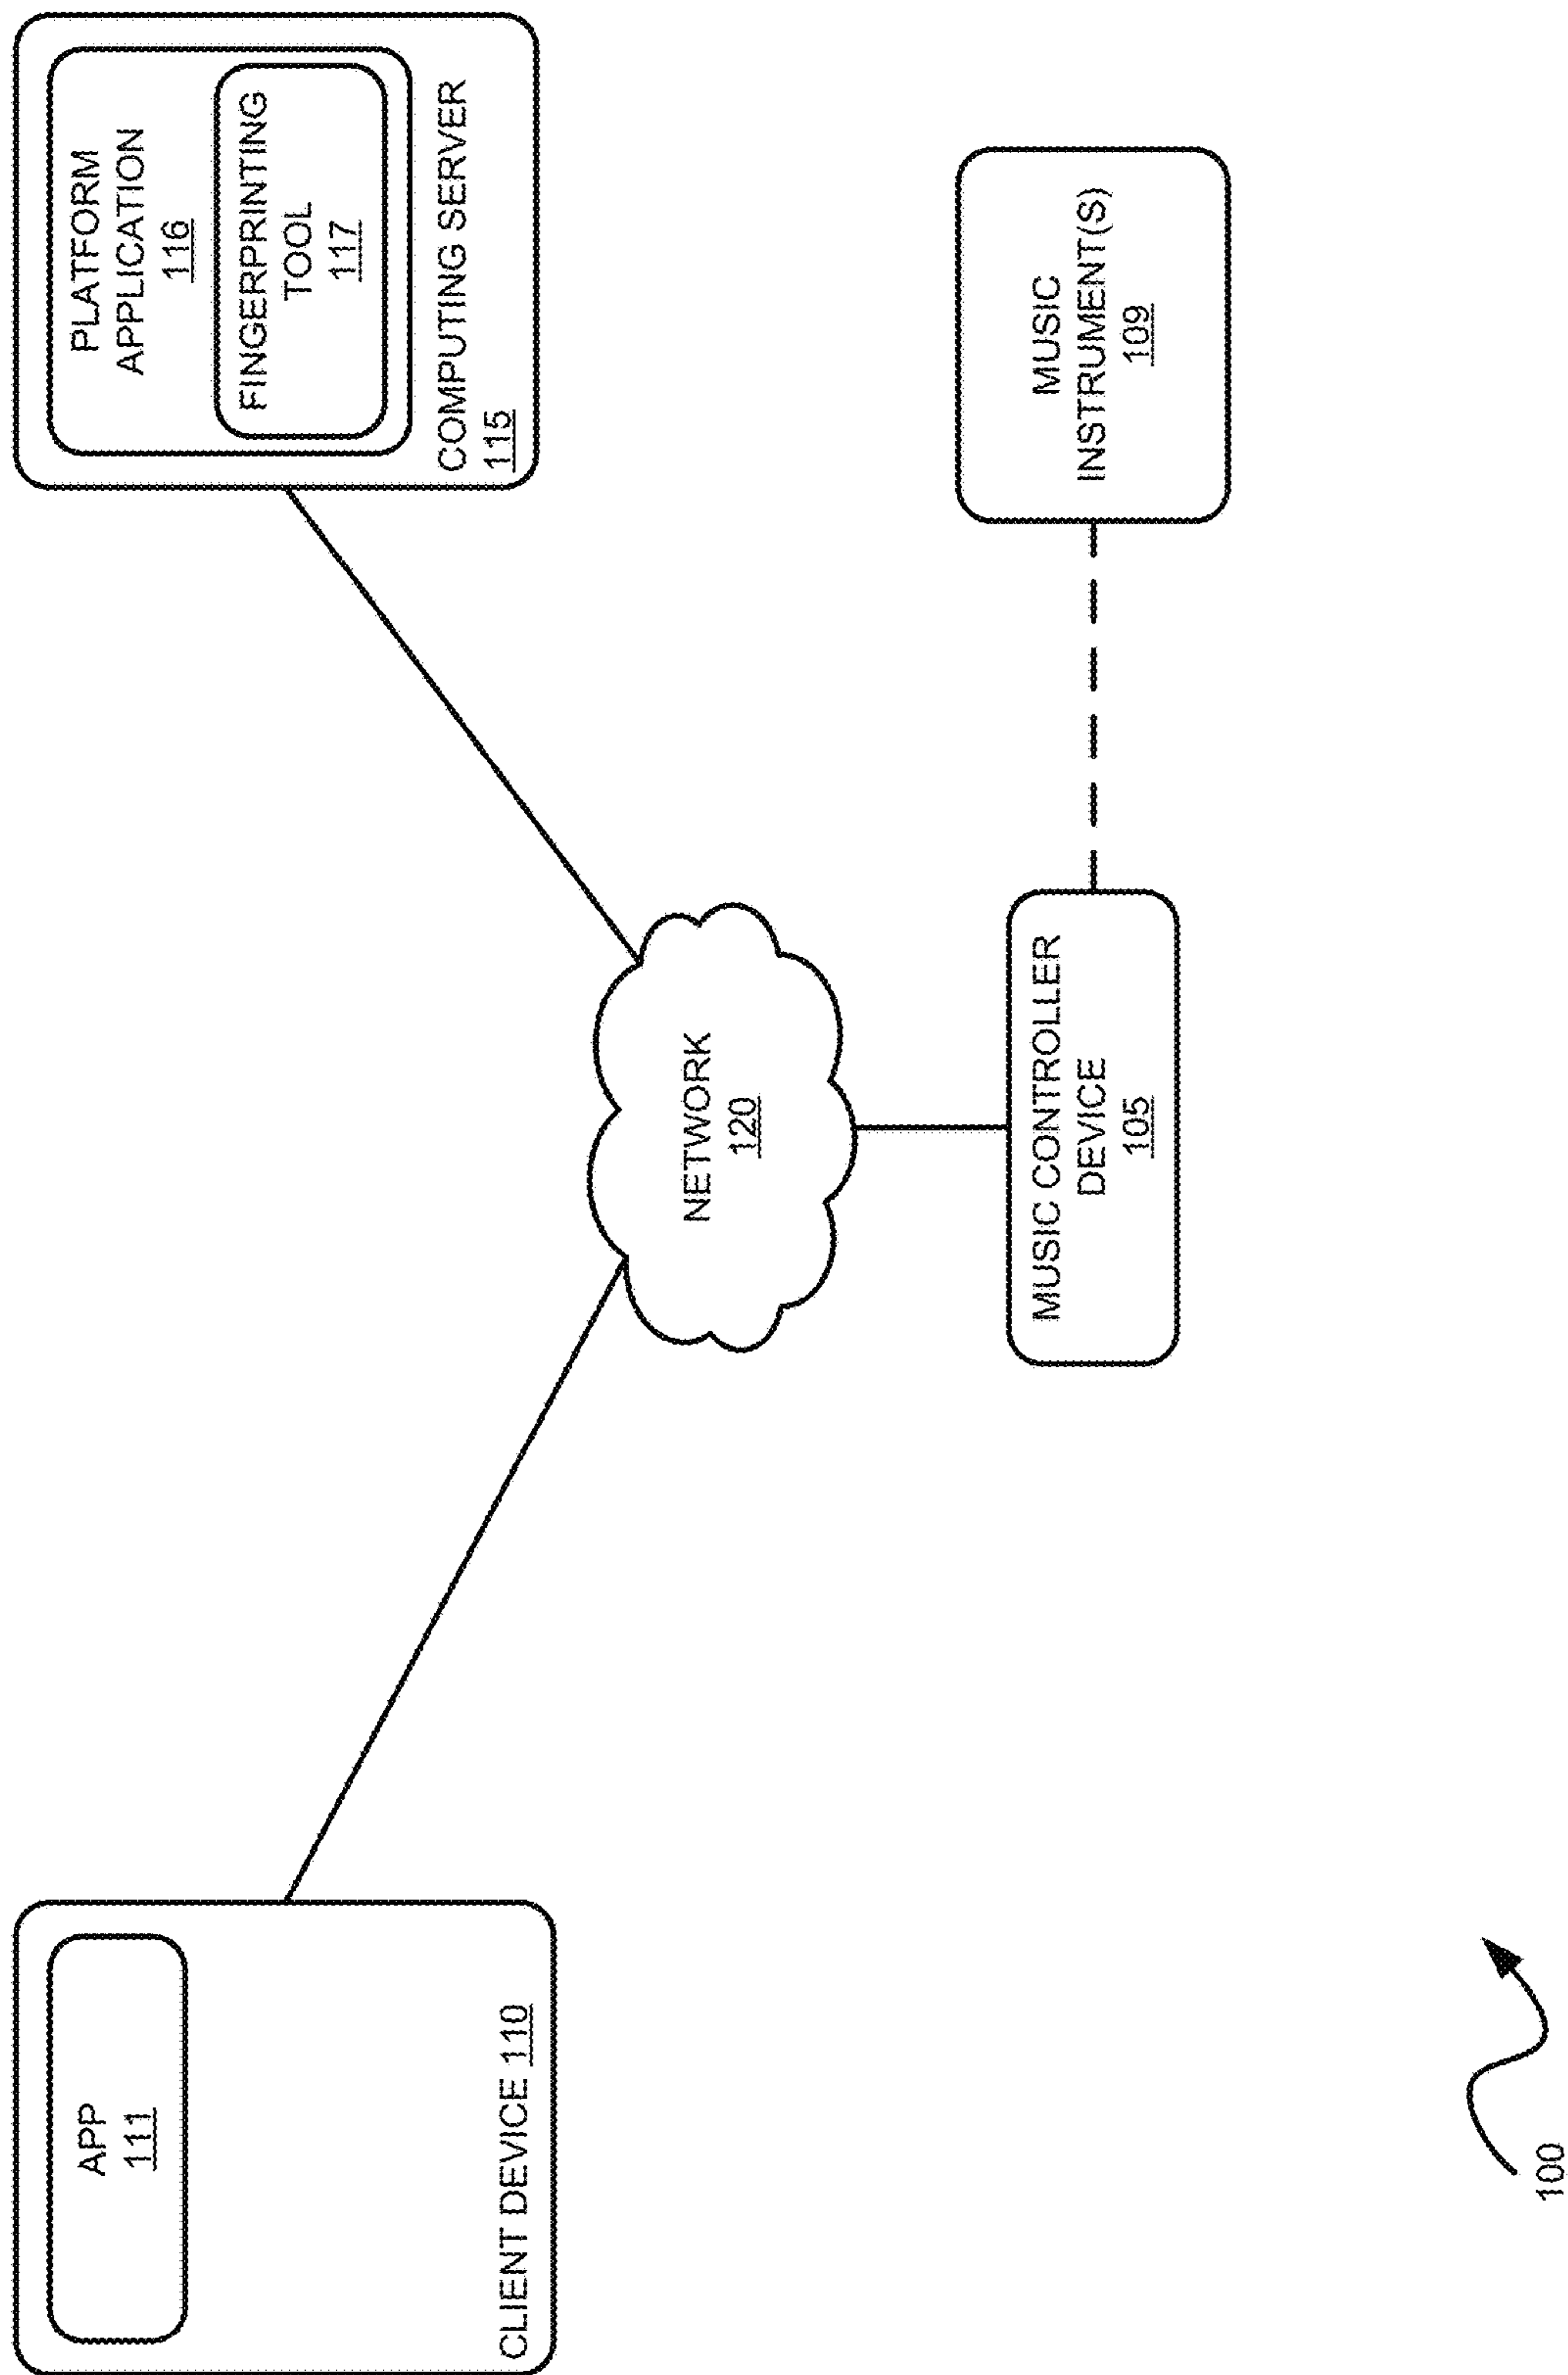 APP
111
CLIENT DEVICE 110
NETWORK
120
PLATFORM
APPLICATION
116
FINGERPRINTING
TOOL
117
COMPUTING SERVER
115
MUSIC CONTROLLER
DEVICE
105
MUSIC
INSTRUMENT(S)
109
100